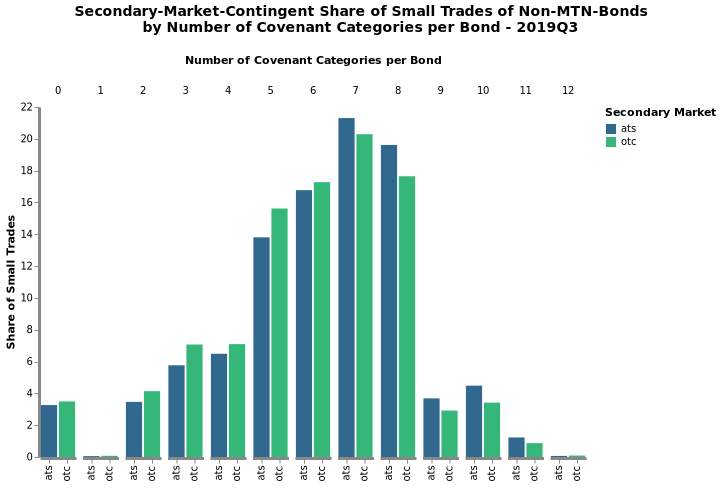 Secondary-Market-Contingent Share of Small Trades of Non-MTN-Bonds
by Number of Covenant Categories per Bond - 2019Q3
Number of Covenant Categories per Bond
0 1 2 3 4 5 6 7 8 9 10 11 12
Secondary Market
ats
otc
Share of Small Trades
22
20
18
16
14
12
10
8
6
4
2
0
ats otc ats otc ats otc ats otc ats otc ats otc ats otc ats otc ats otc ats otc ats otc ats otc ats otc